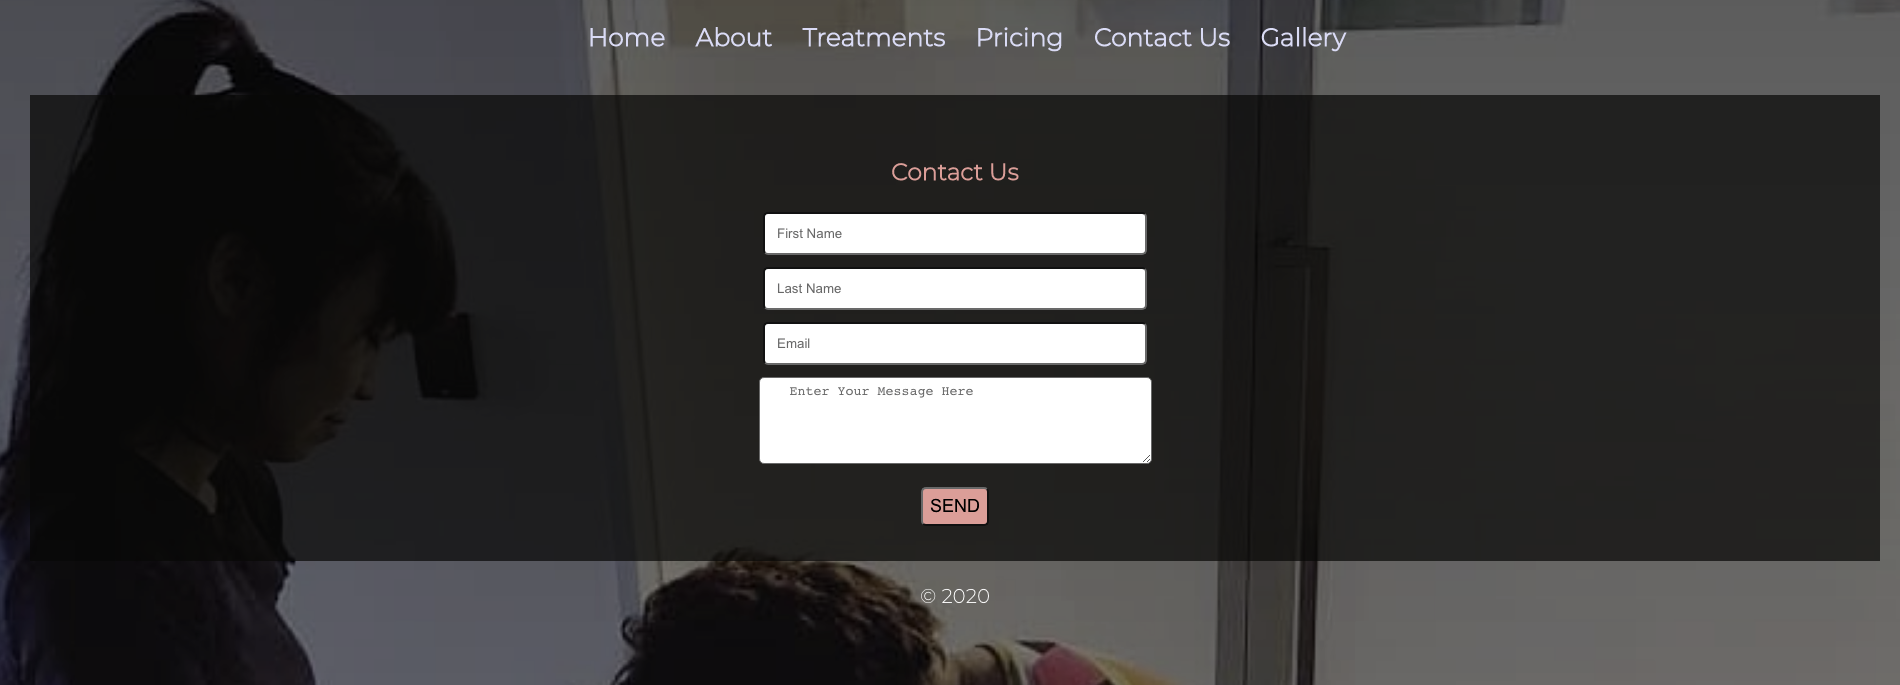 Home About Treatments Pricing Contact Us Gallery
Contact Us
First Name
Last Name
Email
Enter Your Message Here
SEND
© 2020